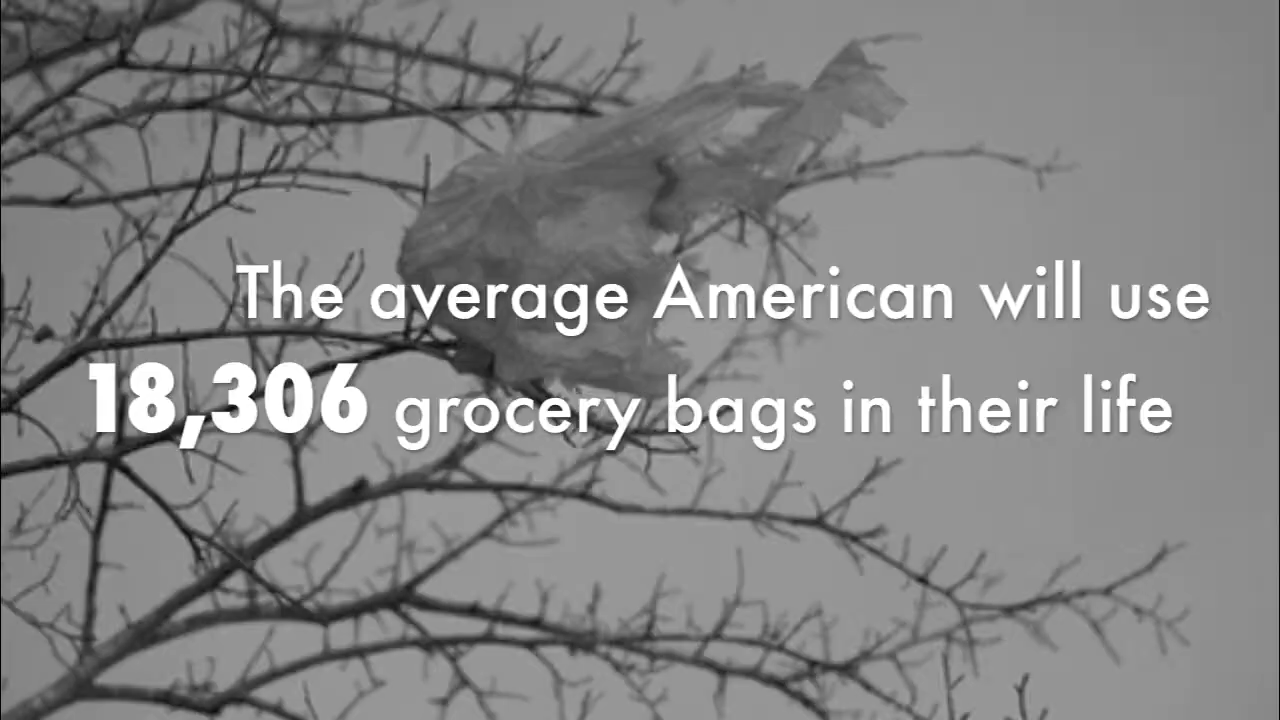 The average American will use
18,306 grocery bags in their life